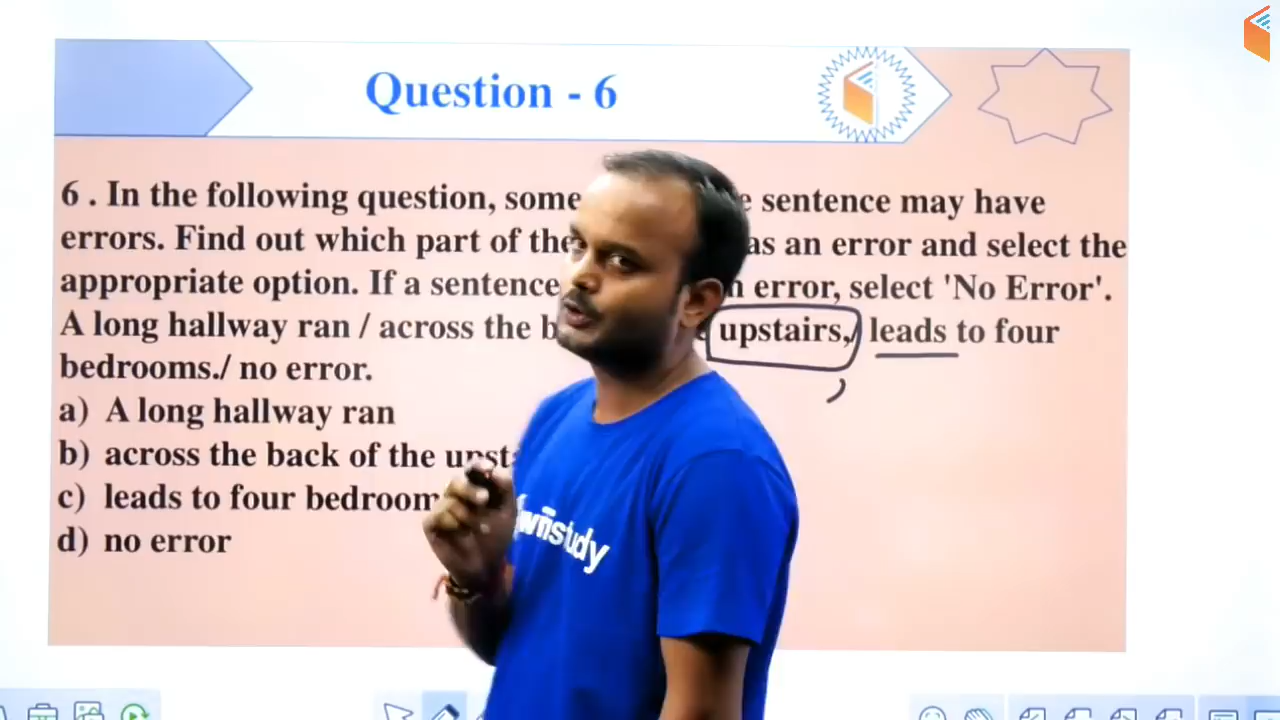 Question - 6
6 . In the following question, some sentence may have
errors. Find out which part of the as an error and select the
appropriate option. If a sentence error, select 'No Error'.
A long hallway ran / across the upstairs,/ leads to four
bedrooms./ no error.
a) A long hallway ran
b) across the back of the
c) leads to four
d) no error
study